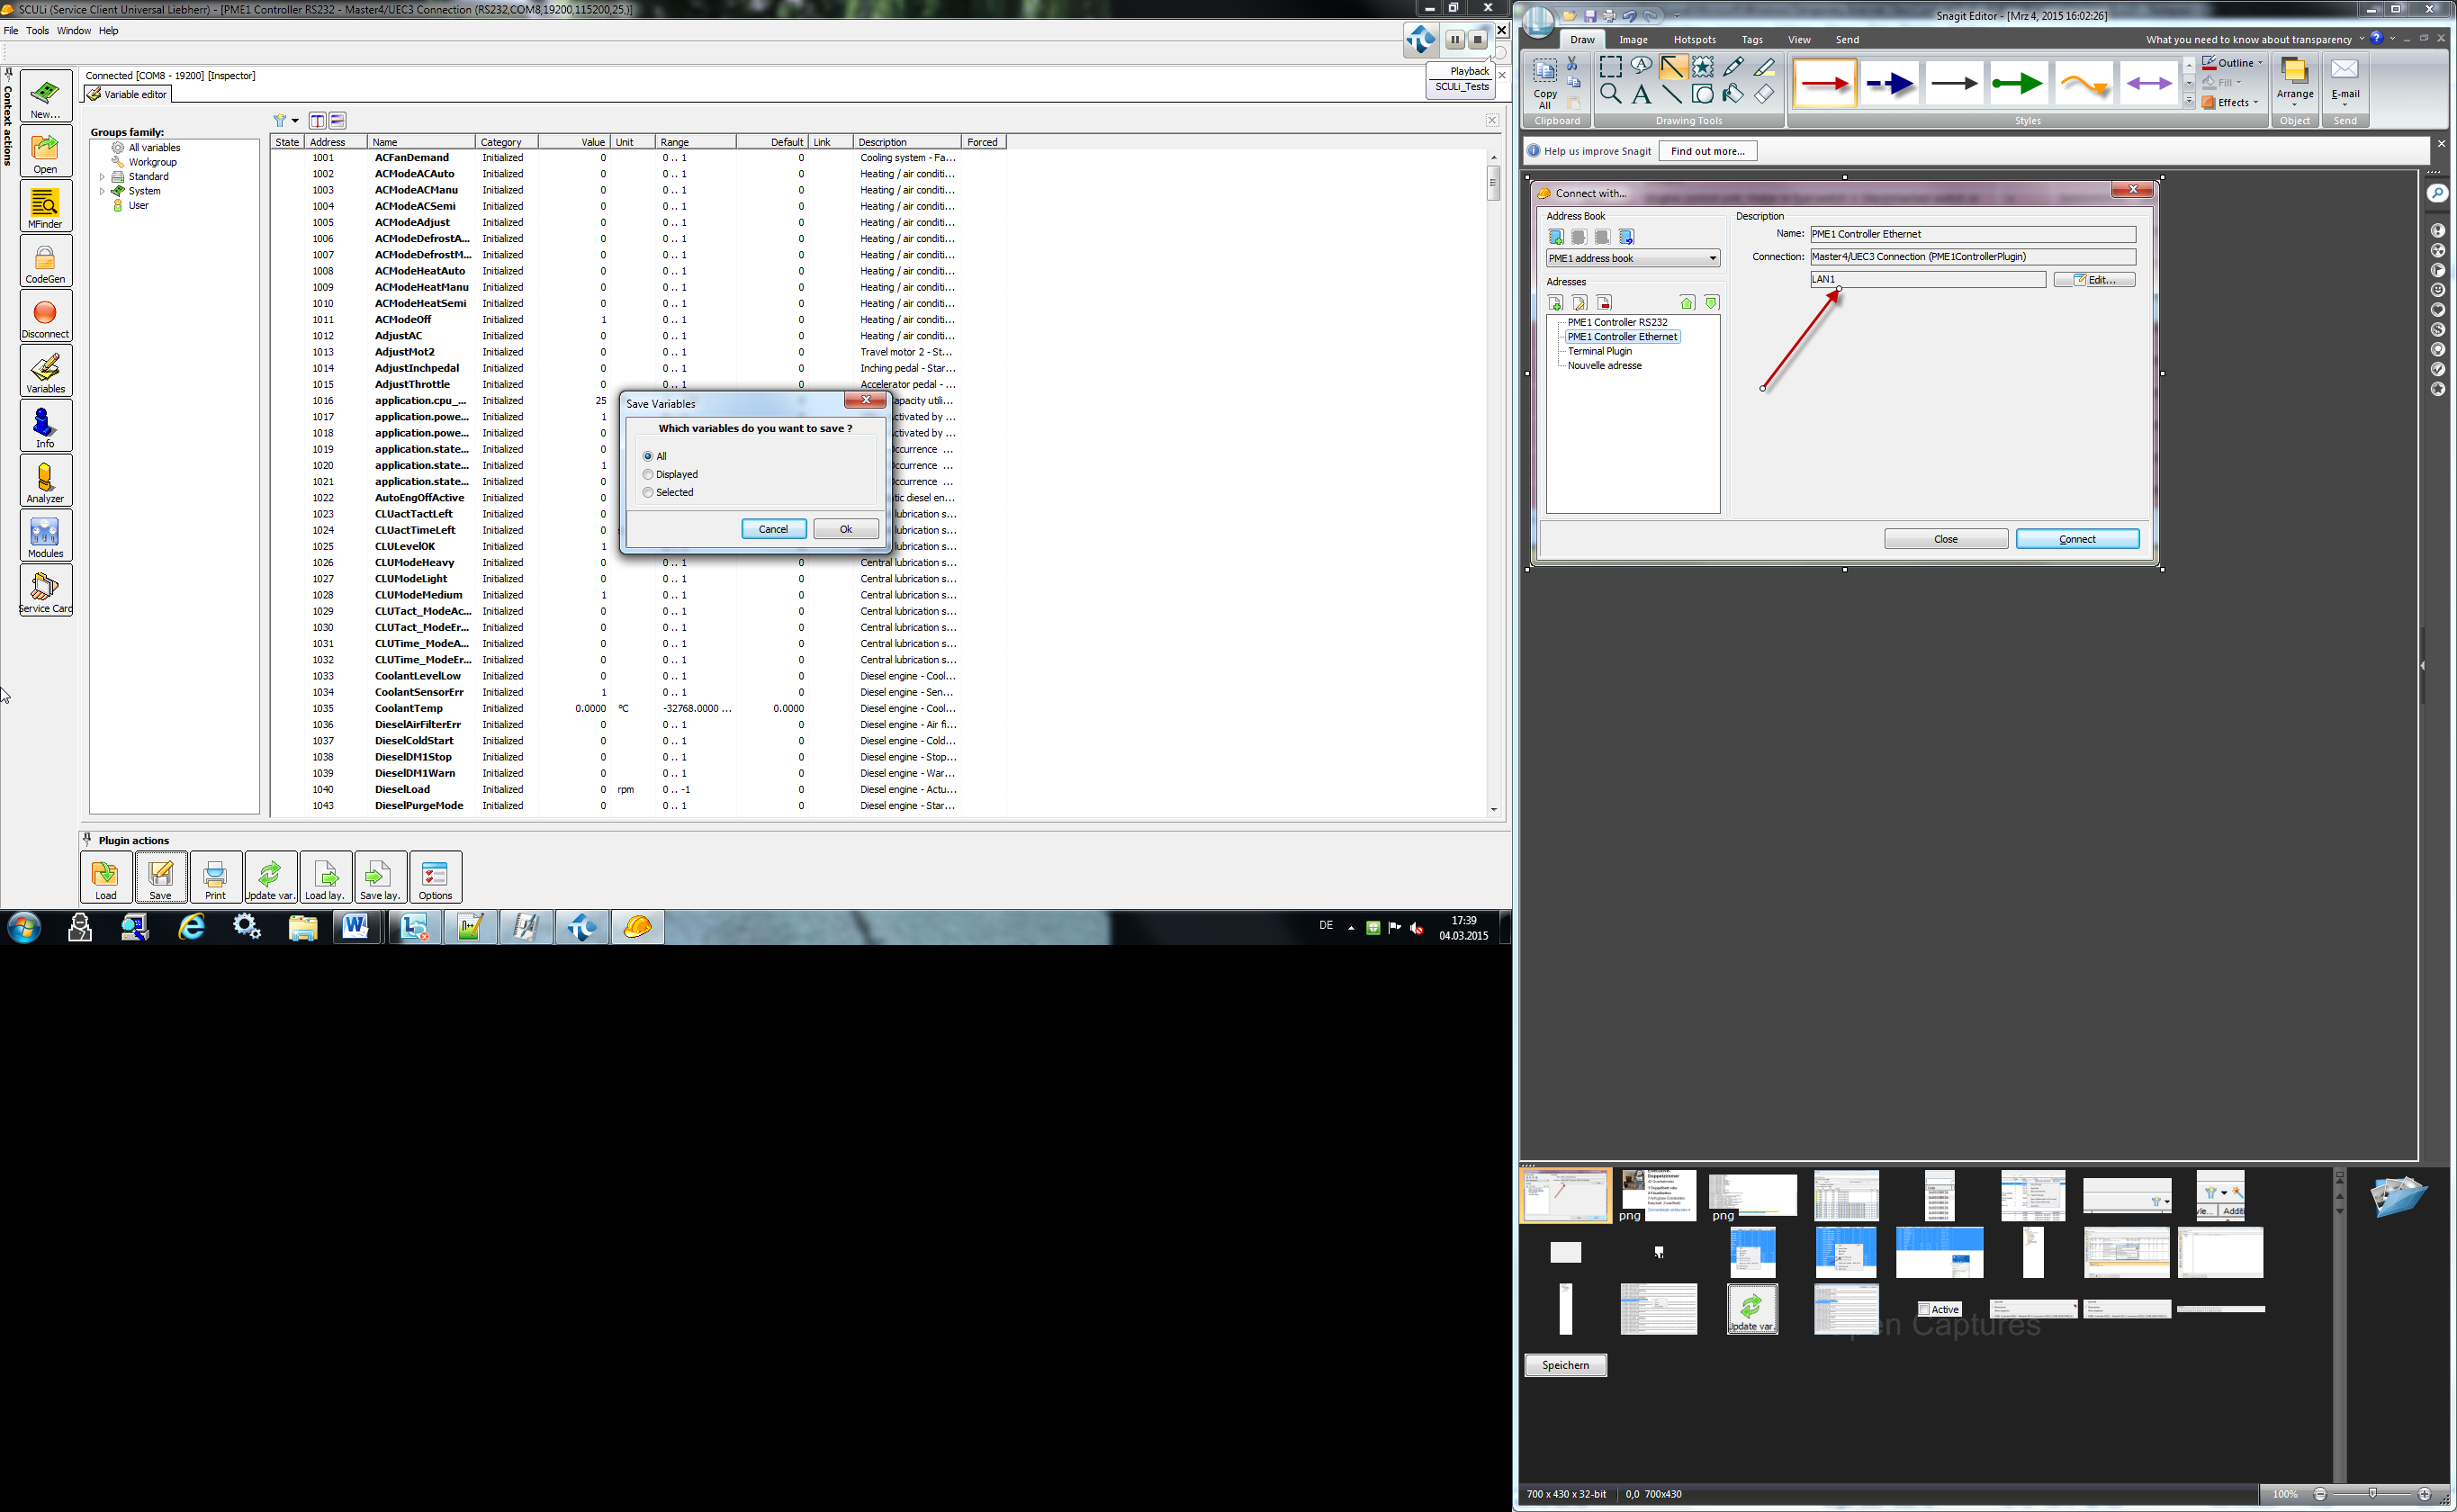 SCULi (Service Client Universal Liebherr) - [PME1 Controller RS232 - Master4/UEC3 Connection (RS232,COM8,19200,115200,25,)]
File Tools Window Help
Playback
SCULi_Tests
Context actions
New...
Open
MFinder
CodeGen
Disconnect
Variables
Info
Analyzer
Modules
Service Card
Connected [COM8 - 19200] [Inspector]
Variable editor
Groups family:
All variables
Workgroup
Standard
System
User
State Address Name Category Value Unit Range Default Link Description Forced
1001 ACFanDemand Initialized 0 0 .. 1 0 Cooling system - Fa...
1002 ACModeACAuto Initialized 0 0 .. 1 0 Heating / air conditi...
1003 ACModeACManu Initialized 0 0 .. 1 0 Heating / air conditi...
1004 ACModeACSemi Initialized 0 0 .. 1 0 Heating / air conditi...
1005 ACModeAdjust Initialized 0 0 .. 1 0 Heating / air conditi...
1006 ACModeDefrostA... Initialized 0 0 .. 1 0 Heating / air conditi...
1007 ACModeDefrostM... Initialized 0 0 .. 1 0 Heating / air conditi...
1008 ACModeHeatAuto Initialized 0 0 .. 1 0 Heating / air conditi...
1009 ACModeHeatManu Initialized 0 0 .. 1 0 Heating / air conditi...
1010 ACModeHeatSemi Initialized 0 0 .. 1 0 Heating / air conditi...
1011 ACModeOff Initialized 1 0 .. 1 0 Heating / air conditi...
1012 AdjustAC Initialized 0 0 .. 1 0 Heating / air conditi...
1013 AdjustMot2 Initialized 0 0 .. 1 0 Travel motor 2 - St...
1014 AdjustInchpedal Initialized 0 0 .. 1 0 Inching pedal - Star...
1015 AdjustThrottle Initialized 0 0 .. 1 0 Accelerator pedal - ...
1016 application.cpu_... Initialized 25 apacity utili...
1017 application.powe... Initialized 1 ctivated by ...
1018 application.powe... Initialized 0 ctivated by ...
1019 application.state... Initialized 0 ccurrence ...
1020 application.state... Initialized 1 ccurrence ...
1021 application.state... Initialized 0 ccurrence ...
1022 AutoEngOffActive Initialized 0 tic diesel en...
1023 CLUactTactLeft Initialized 0 lubrication s...
1024 CLUactTimeLeft Initialized 0 lubrication s...
1025 CLULevelOK Initialized 1 lubrication s...
1026 CLUModeHeavy Initialized 0 0 .. 1 0 Central lubrication s...
1027 CLUModeLight Initialized 0 0 .. 1 0 Central lubrication s...
1028 CLUModeMedium Initialized 1 0 .. 1 0 Central lubrication s...
1029 CLUTact_ModeAc... Initialized 0 0 .. 1 0 Central lubrication s...
1030 CLUTact_ModeEr... Initialized 0 0 .. 1 0 Central lubrication s...
1031 CLUTime_ModeA... Initialized 0 0 .. 1 0 Central lubrication s...
1032 CLUTime_ModeEr... Initialized 0 0 .. 1 0 Central lubrication s...
1033 CoolantLevelLow Initialized 0 0 .. 1 0 Diesel engine - Cool...
1034 CoolantSensorErr Initialized 1 0 .. 1 0 Diesel engine - Sen...
1035 CoolantTemp Initialized 0.0000 °C -32768.0000 ... 0.0000 Diesel engine - Cool...
1036 DieselAirFilterErr Initialized 0 0 .. 1 0 Diesel engine - Air fi...
1037 DieselColdStart Initialized 0 0 .. 1 0 Diesel engine - Cold...
1038 DieselDM1Stop Initialized 0 0 .. 1 0 Diesel engine - Stop...
1039 DieselDM1Warn Initialized 0 0 .. 1 0 Diesel engine - War...
1040 DieselLoad Initialized 0 rpm 0 .. -1 0 Diesel engine - Actu...
1043 DieselPurgeMode Initialized 0 0 .. 1 0 Diesel engine - Star...
Save Variables
Which variables do you want to save ?
All
Displayed
Selected
Cancel Ok
Plugin actions
Load Save Print Update var. Load lay. Save lay. Options
DE 17:39
04.03.2015
Snagit Editor - [Mrz 4, 2015 16:02:26]
Draw Image Hotspots Tags View Send What you need to know about transparency
Copy All
Outline
Fill
Effects
Arrange
E-mail
Clipboard Drawing Tools Styles Object Send
Help us improve Snagit Find out more...
Connect with...
Address Book
PME1 address book
Adresses
PME1 Controller RS232
PME1 Controller Ethernet
Terminal Plugin
Nouvelle adresse
Description
Name: PME1 Controller Ethernet
Connection: Master4/UEC3 Connection (PME1ControllerPlugin)
LAN1 Edit...
Close Connect
png png
Doppelzimmer
Additi
Update var.
Active
en Captures
Speichern
700 x 430 x 32-bit 0,0 700x430 100%